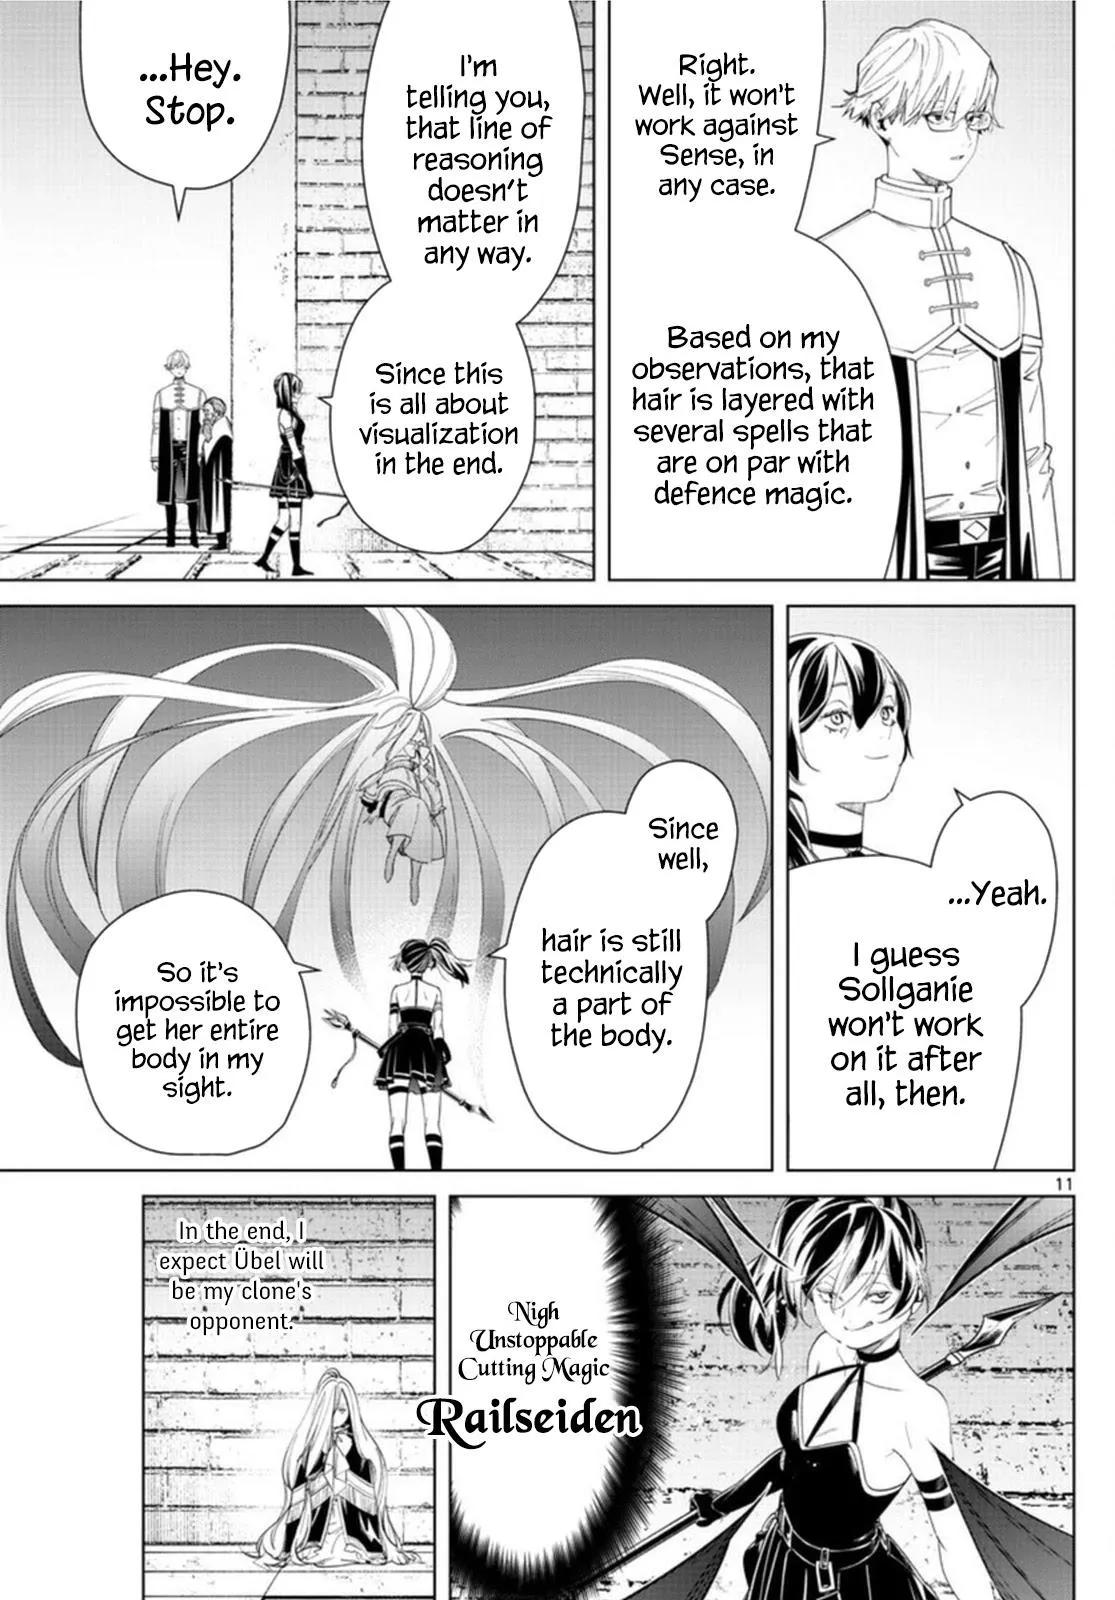 Right.
Well, it won't
work against
Sense, in
any case.
Based on my
observations, that
hair is layered with
several spells that
are on par with
defence magic.
I'm
telling you,
that line of
reasoning
doesn't
matter in
any way.
Since this
is all about
visualization
in the end.
...Hey.
Stop.
...Yeah.
I guess
Sollganie
won't work
on it after
all, then.
Since
well,
hair is still
technically
a part of
the body.
So it's
impossible to
get her entire
body in my
sight.
11
Nigh
Unstoppable
Cutting Magic
Railseiden
In the end, I
expect Übel will
be my clone's
opponent.